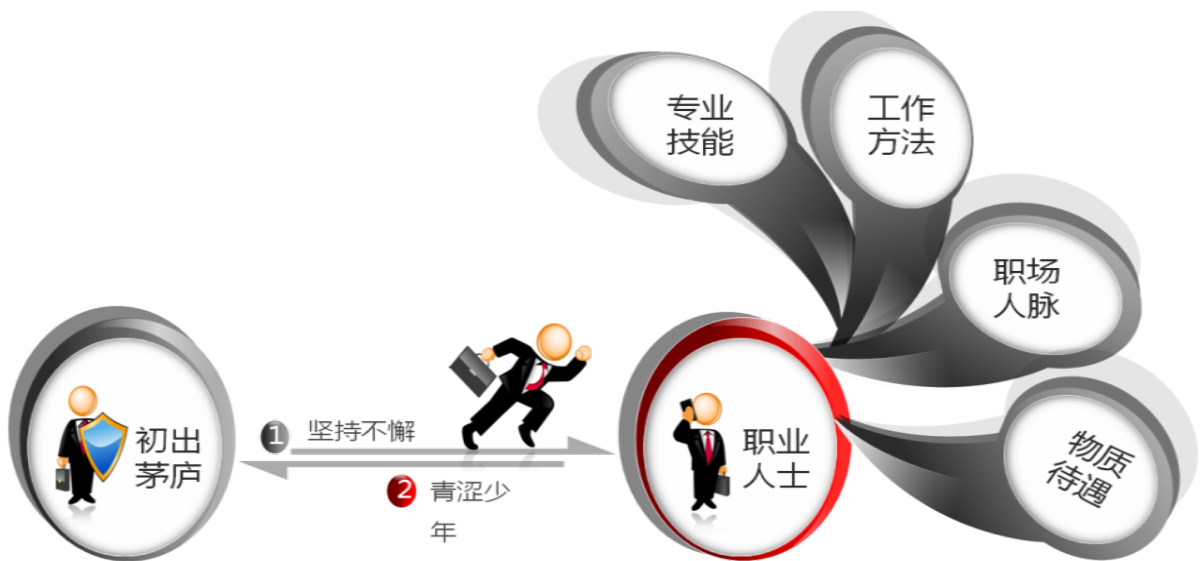 专业
技能
工作
方法
职场
人脉
物质
待遇
初出
茅庐
1 坚持不懈
2 青涩少
年
职业
人士